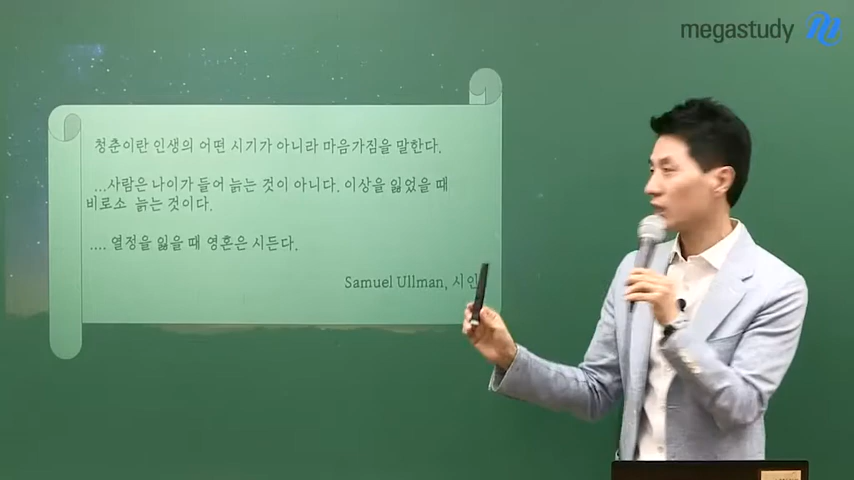 megastudy
청춘이란 인생의 어떤 시기가 아니라 마음가짐을 말한다.
...사람은 나이가 들어 늙는 것이 아니다. 이상을 잃었을 때
비로소 늙는 것이다.
.... 열정을 잃을 때 영혼은 시든다.
Samuel Ullman, 시인